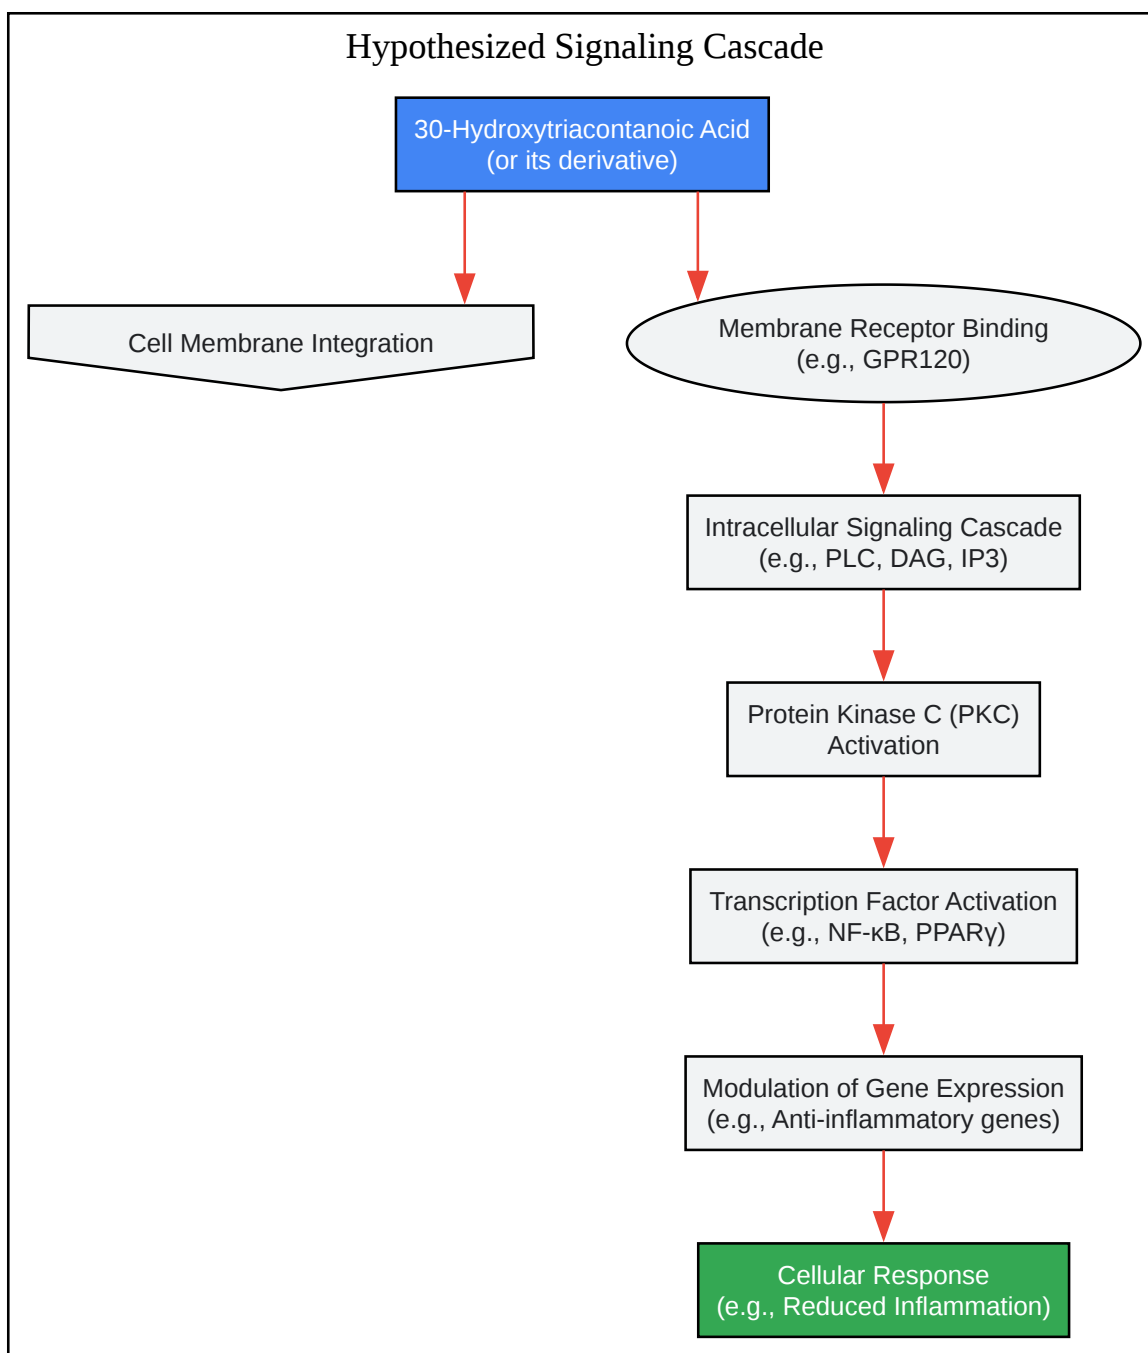 Hypothesized Signaling Cascade
30-Hydroxytriacontanoic Acid
(or its derivative)
Cell Membrane Integration
Membrane Receptor Binding
(e.g., GPR120)
Intracellular Signaling Cascade
(e.g., PLC, DAG, IP3)
Protein Kinase C (PKC)
Activation
Transcription Factor Activation
(e.g., NF-κB, PPARγ)
Modulation of Gene Expression
(e.g., Anti-inflammatory genes)
Cellular Response
(e.g., Reduced Inflammation)